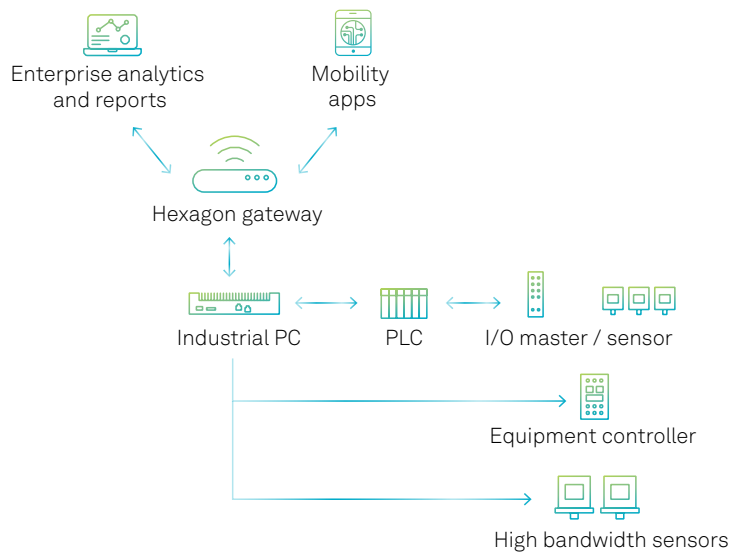 Enterprise analytics
and reports
Mobility
apps
Hexagon gateway
Industrial PC
PLC
I/O master / sensor
Equipment controller
High bandwidth sensors